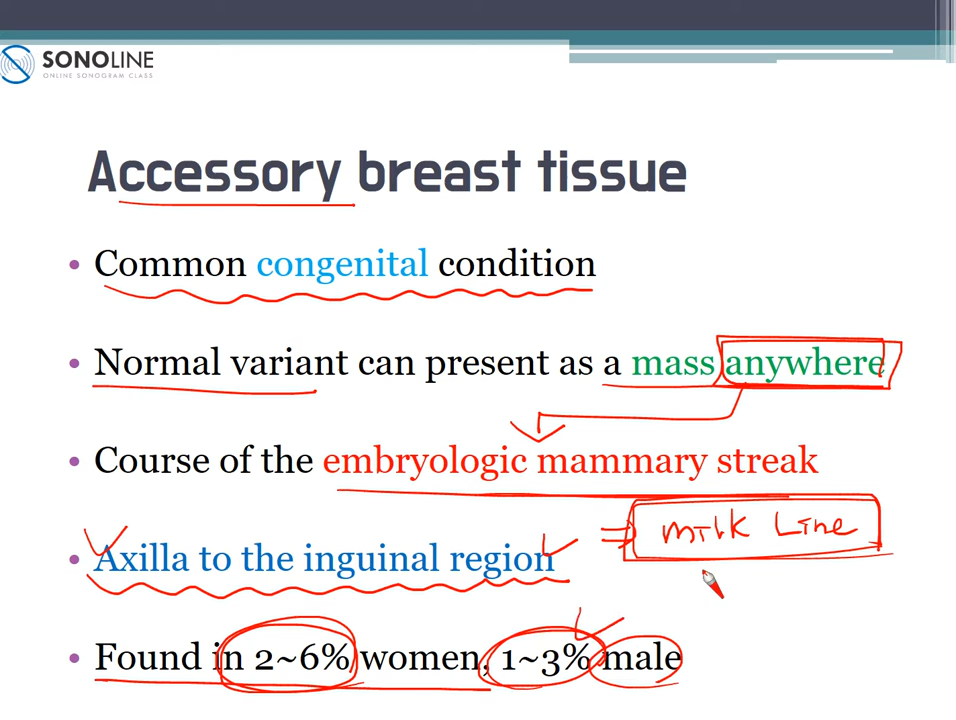 SONOLINE
ONLINE SONOGRAM CLASS
Accessory breast tissue
• Common congenital condition
• Normal variant can present as a mass anywhere
• Course of the embryologic mammary streak
⇒ milk Line
• Axilla to the inguinal region
• Found in 2~6% women, 1~3% male